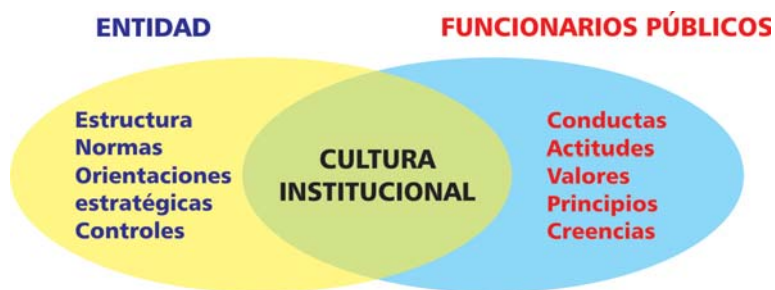 ENTIDAD
FUNCIONARIOS PÚBLICOS
Estructura
Normas
Orientaciones
estratégicas
Controles
CULTURA
INSTITUCIONAL
Conductas
Actitudes
Valores
Principios
Creencias